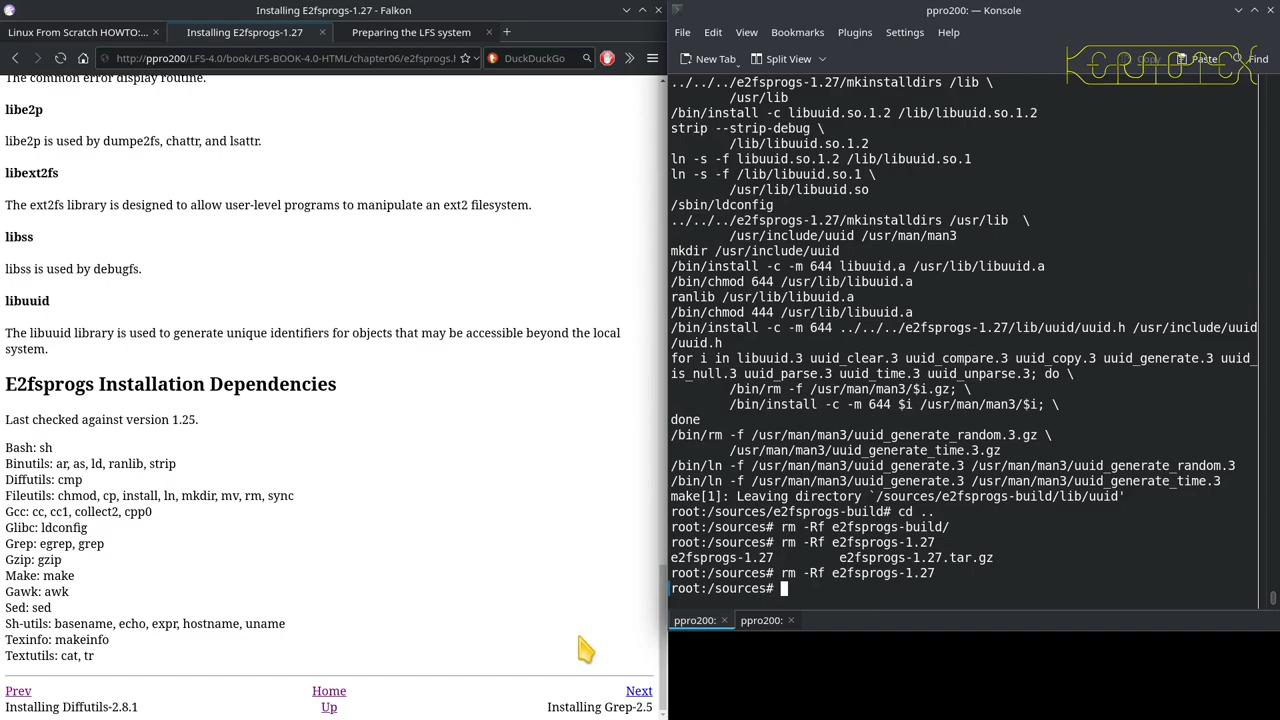 Installing E2fsprogs-1.27 - Falkon
Linux From Scratch HOWTO:...
Installing E2fsprogs-1.27
Preparing the LFS system
http://ppro200/LFS-4.0/book/LFS-BOOK-4.0-HTML/chapter06/e2fsprogs.h
DuckDuckGo
The common error display routine.
libe2p
libe2p is used by dumpe2fs, chattr, and lsattr.
libext2fs
The ext2fs library is designed to allow user-level programs to manipulate an ext2 filesystem.
libss
libss is used by debugfs.
libuuid
The libuuid library is used to generate unique identifiers for objects that may be accessible beyond the local
system.
E2fsprogs Installation Dependencies
Last checked against version 1.25.
Bash: sh
Binutils: ar, as, ld, ranlib, strip
Diffutils: cmp
Fileutils: chmod, cp, install, ln, mkdir, mv, rm, sync
Gcc: cc, cc1, collect2, cpp0
Glibc: ldconfig
Grep: egrep, grep
Gzip: gzip
Make: make
Gawk: awk
Sed: sed
Sh-utils: basename, echo, expr, hostname, uname
Texinfo: makeinfo
Textutils: cat, tr
Prev Home Next
Installing Diffutils-2.8.1 Up Installing Grep-2.5
ppro200: — Konsole
File Edit View Bookmarks Plugins Settings Help
New Tab Split View Copy Paste Find
../../../e2fsprogs-1.27/mkinstalldirs /lib \
/usr/lib
/bin/install -c libuuid.so.1.2 /lib/libuuid.so.1.2
strip --strip-debug \
/lib/libuuid.so.1.2
ln -s -f libuuid.so.1.2 /lib/libuuid.so.1
ln -s -f /lib/libuuid.so.1 \
/usr/lib/libuuid.so
/sbin/ldconfig
../../../e2fsprogs-1.27/mkinstalldirs /usr/lib \
/usr/include/uuid /usr/man/man3
mkdir /usr/include/uuid
/bin/install -c -m 644 libuuid.a /usr/lib/libuuid.a
/bin/chmod 644 /usr/lib/libuuid.a
ranlib /usr/lib/libuuid.a
/bin/chmod 444 /usr/lib/libuuid.a
/bin/install -c -m 644 ../../../e2fsprogs-1.27/lib/uuid/uuid.h /usr/include/uuid
/uuid.h
for i in libuuid.3 uuid_clear.3 uuid_compare.3 uuid_copy.3 uuid_generate.3 uuid_
is_null.3 uuid_parse.3 uuid_time.3 uuid_unparse.3; do \
/bin/rm -f /usr/man/man3/$i.gz; \
/bin/install -c -m 644 $i /usr/man/man3/$i; \
done
/bin/rm -f /usr/man/man3/uuid_generate_random.3.gz \
/usr/man/man3/uuid_generate_time.3.gz
/bin/ln -f /usr/man/man3/uuid_generate.3 /usr/man/man3/uuid_generate_random.3
/bin/ln -f /usr/man/man3/uuid_generate.3 /usr/man/man3/uuid_generate_time.3
make[1]: Leaving directory `/sources/e2fsprogs-build/lib/uuid'
root:/sources/e2fsprogs-build# cd ..
root:/sources# rm -Rf e2fsprogs-build/
root:/sources# rm -Rf e2fsprogs-1.27
e2fsprogs-1.27 e2fsprogs-1.27.tar.gz
root:/sources# rm -Rf e2fsprogs-1.27
root:/sources#
ppro200:
ppro200: